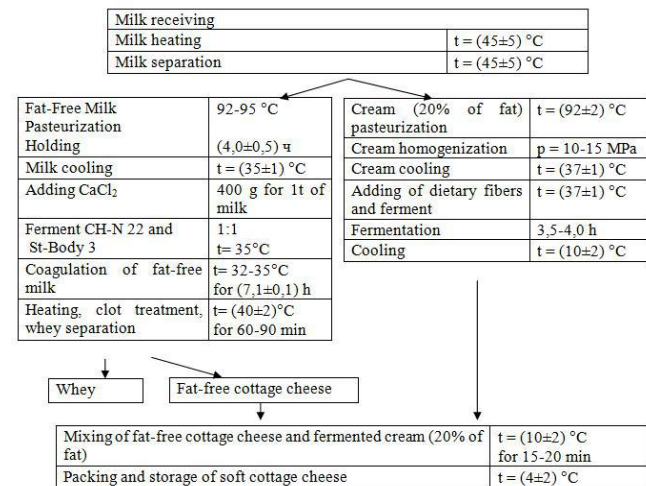 Milk receiving
Milk heating t = (45±5) °C
Milk separation t = (45±5) °C
Fat-Free Milk 92-95 °C
Pasteurization
Holding (4,0±0,5) ч
Milk cooling t = (35±1) °C
Adding CaCl₂ 400 g for 1t of
milk
Ferment CH-N 22 and 1:1
St-Body 3 t= 35°C
Coagulation of fat-free t= 32-35°C
milk for (7,1±0,1) h
Heating, clot treatment, t= (40±2)°C
whey separation for 60-90 min
Cream (20% of fat) t = (92±2) °C
pasteurization
Cream homogenization p = 10-15 MPa
Cream cooling t = (37±1) °C
Adding of dietary fibers t = (37±1) °C
and ferment
Fermentation 3,5-4,0 h
Cooling t = (10±2) °C
Whey
Fat-free cottage cheese
Mixing of fat-free cottage cheese and fermented cream (20% of t = (10±2) °C
fat) for 15-20 min
Packing and storage of soft cottage cheese t = (4±2) °C